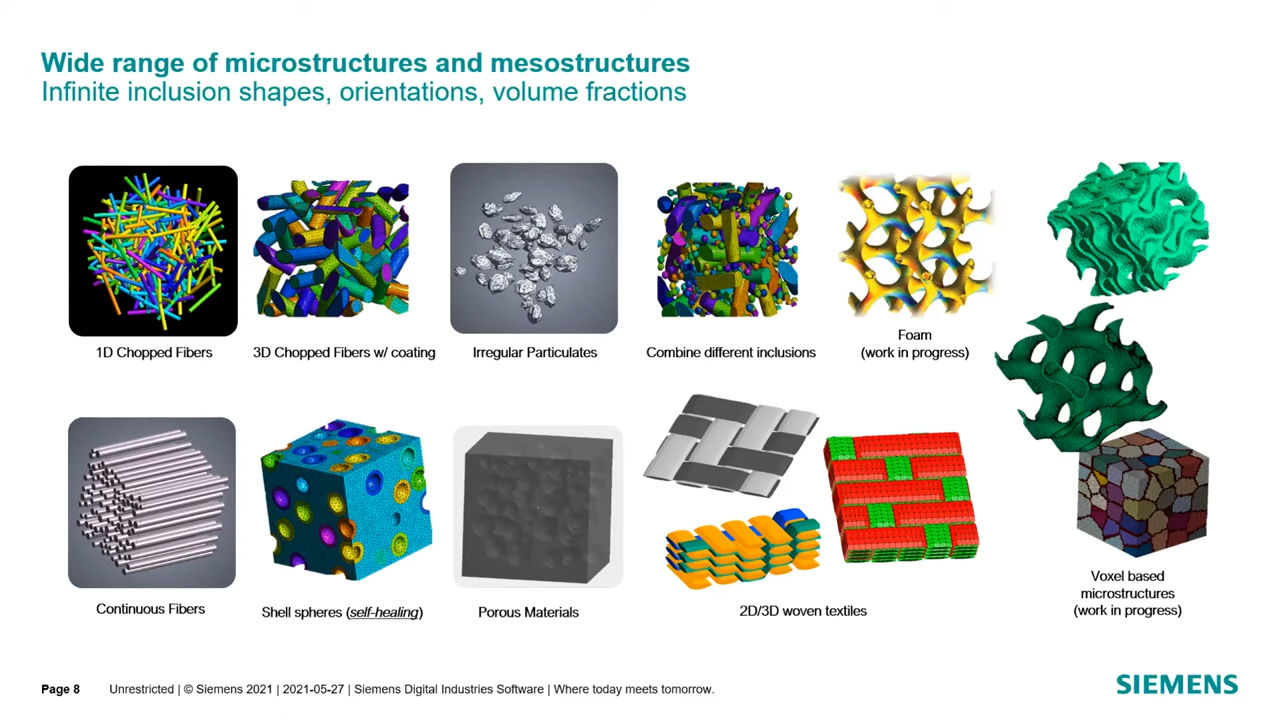 Wide range of microstructures and mesostructures
Infinite inclusion shapes, orientations, volume fractions
1D Chopped Fibers
3D Chopped Fibers w/ coating
Irregular Particulates
Combine different inclusions
Foam
(work in progress)
Continuous Fibers
Shell spheres (self-healing)
Porous Materials
2D/3D woven textiles
Voxel based
microstructures
(work in progress)
Page 8
Unrestricted | © Siemens 2021 | 2021-05-27 | Siemens Digital Industries Software | Where today meets tomorrow.
SIEMENS